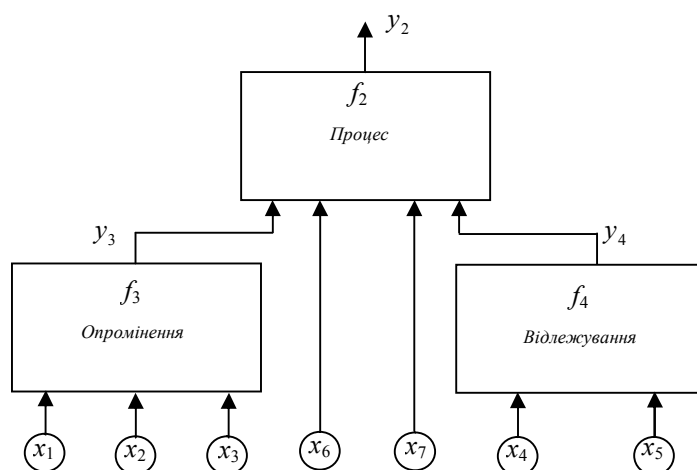 y2
f2
Процес
y3
y4
f3
Опромінення
f4
Відлежування
x1 x2 x3 x6 x7 x4 x5